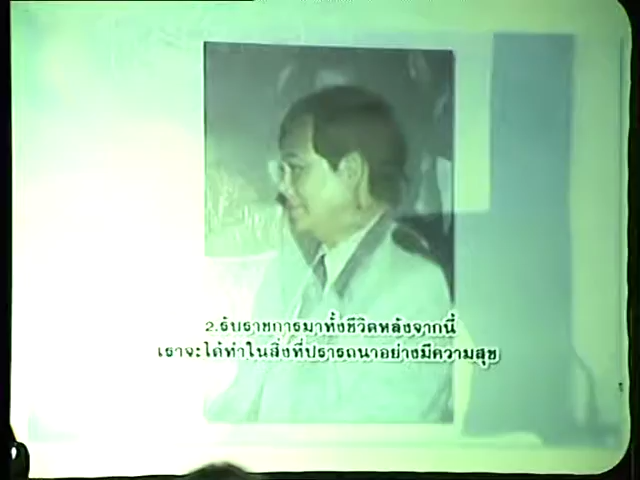 2.รับราชการมาทั้งชีวิตหลังจากนี้
เราจะได้ทำในสิ่งที่ปรารถนาอย่างมีความสุข